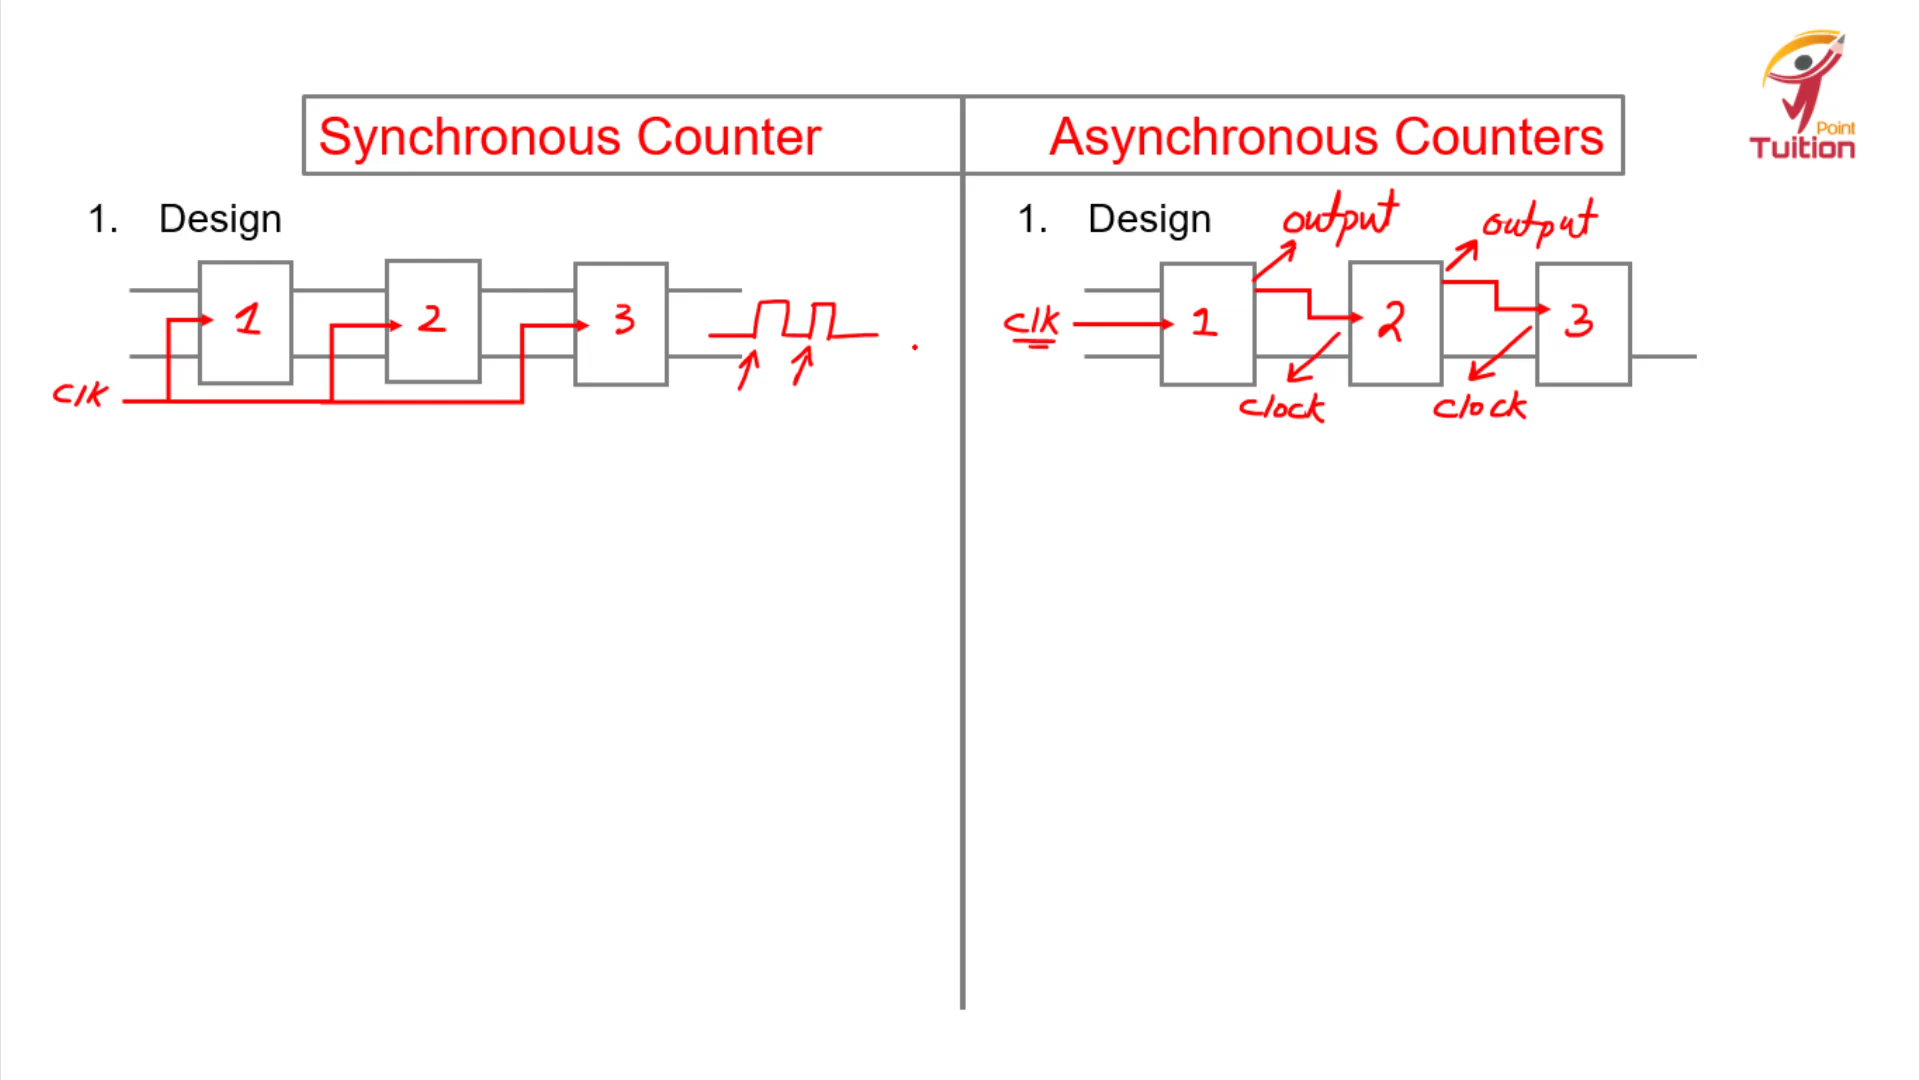 Synchronous Counter
Asynchronous Counters
Point
Tuition
1. Design
1 2 3
clk
1. Design
output output
clk 1 2 3
clock clock